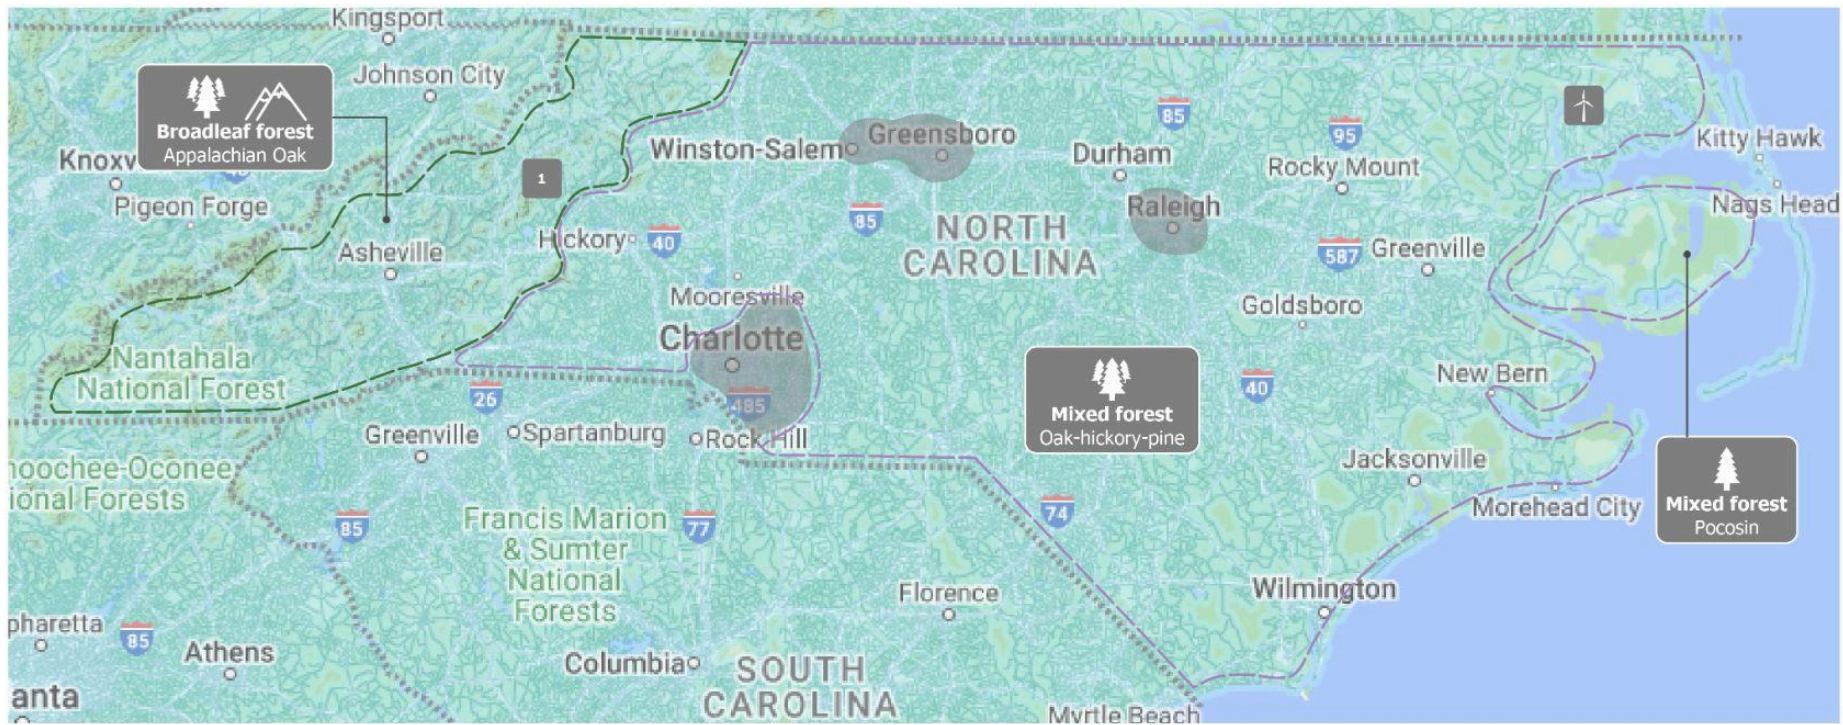 Kingsport
Johnson City
Broadleaf forest
Appalachian Oak
Knoxv
Pigeon Forge
Asheville
1
Hickory
40
Winston-Salem
Greensboro
85
Durham
85
95
Rocky Mount
Kitty Hawk
Nags Head
Raleigh
NORTH
CAROLINA
587
Greenville
Goldsboro
Mooresville
Charlotte
485
Nantahala
National Forest
26
Greenville
Spartanburg
Rock Hill
Mixed forest
Oak-hickory-pine
40
New Bern
Jacksonville
Morehead City
Mixed forest
Pocosin
hoochee-Oconee
ional Forests
85
Francis Marion
& Sumter
National
Forests
77
74
Wilmington
Florence
pharetta
85
Athens
Columbia
SOUTH
CAROLINA
anta
Myrtle Beach